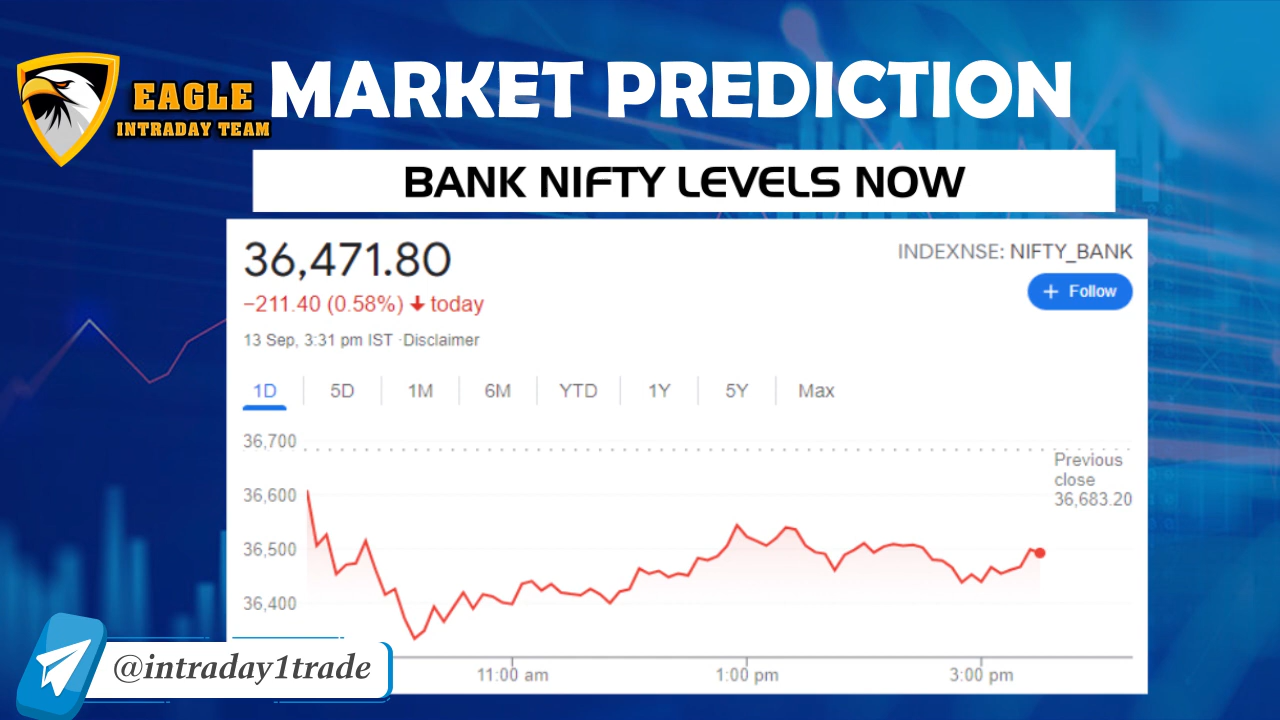 MARKET PREDICTION
EAGLE
INTRADAY TEAM
BANK NIFTY LEVELS NOW
36,471.80
INDEXNSE: NIFTY_BANK
−211.40 (0.58%) ↓ today
+ Follow
13 Sep, 3:31 pm IST ·Disclaimer
1D 5D 1M 6M YTD 1Y 5Y Max
36,700
Previous
close
36,683.20
36,600
36,500
36,400
11:00 am 1:00 pm 3:00 pm
@intraday1trade